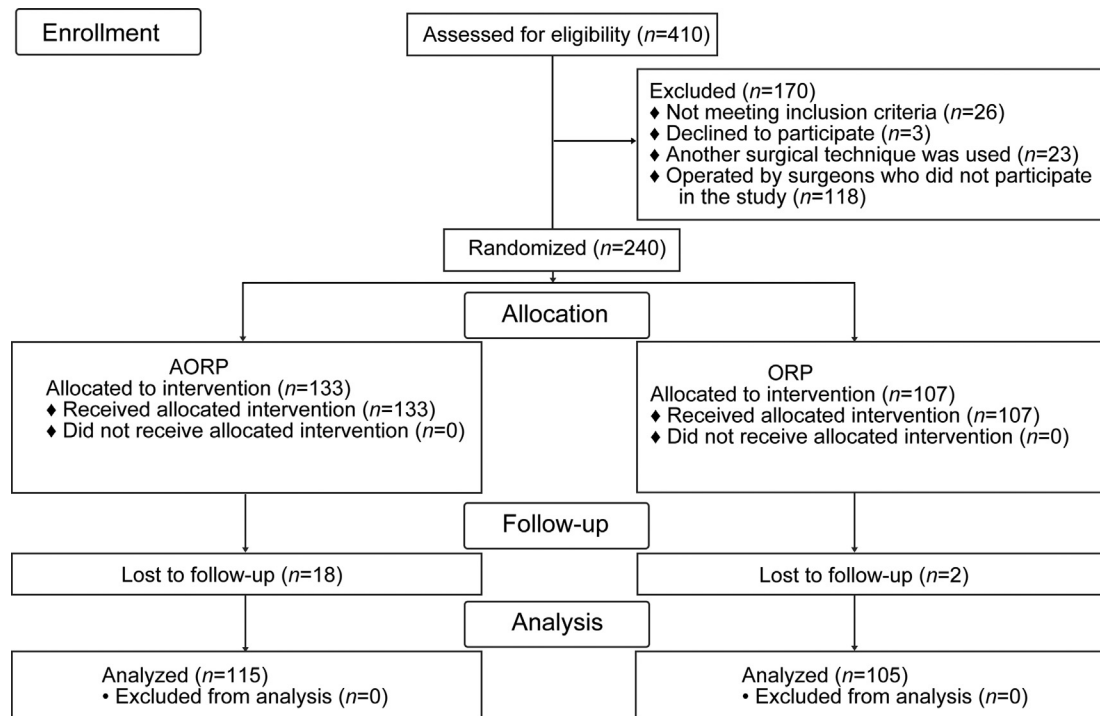 Enrollment
Assessed for eligibility (n=410)
Excluded (n=170)
♦ Not meeting inclusion criteria (n=26)
♦ Declined to participate (n=3)
♦ Another surgical technique was used (n=23)
♦ Operated by surgeons who did not participate
in the study (n=118)
Randomized (n=240)
Allocation
AORP
Allocated to intervention (n=133)
♦ Received allocated intervention (n=133)
♦ Did not receive allocated intervention (n=0)
ORP
Allocated to intervention (n=107)
♦ Received allocated intervention (n=107)
♦ Did not receive allocated intervention (n=0)
Follow-up
Lost to follow-up (n=18)
Lost to follow-up (n=2)
Analysis
Analyzed (n=115)
• Excluded from analysis (n=0)
Analyzed (n=105)
• Excluded from analysis (n=0)